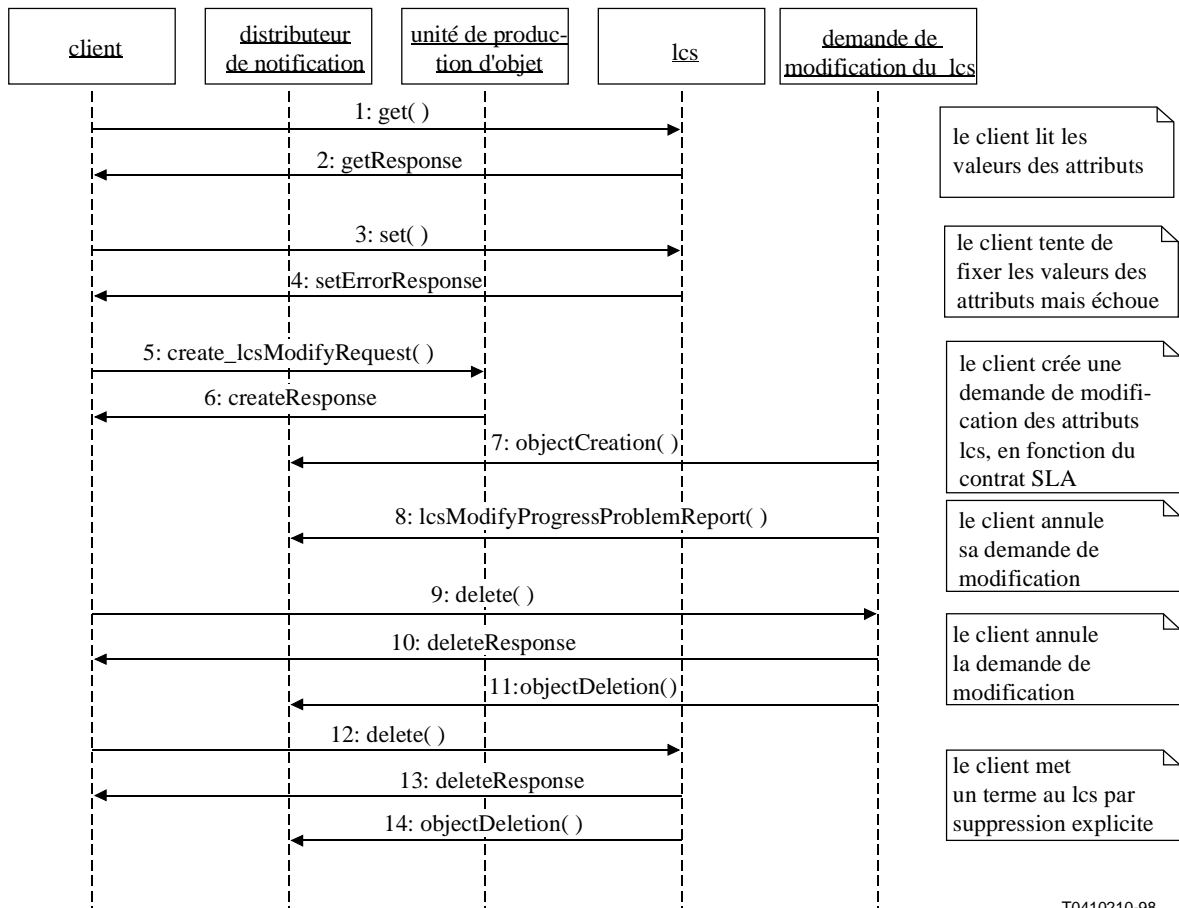 client
distributeur
de notification
unité de produc-
tion d'objet
lcs
demande de
modification du lcs
1: get( )
2: getResponse
le client lit les
valeurs des attributs
3: set( )
4: setErrorResponse
le client tente de
fixer les valeurs des
attributs mais échoue
5: create_lcsModifyRequest( )
6: createResponse
7: objectCreation( )
le client crée une
demande de modifi-
cation des attributs
lcs, en fonction du
contrat SLA
8: lcsModifyProgressProblemReport( )
le client annule
sa demande de
modification
9: delete( )
10: deleteResponse
11:objectDeletion()
le client annule
la demande de
modification
12: delete( )
13: deleteResponse
14: objectDeletion( )
le client met
un terme au lcs par
suppression explicite
T0410210-98